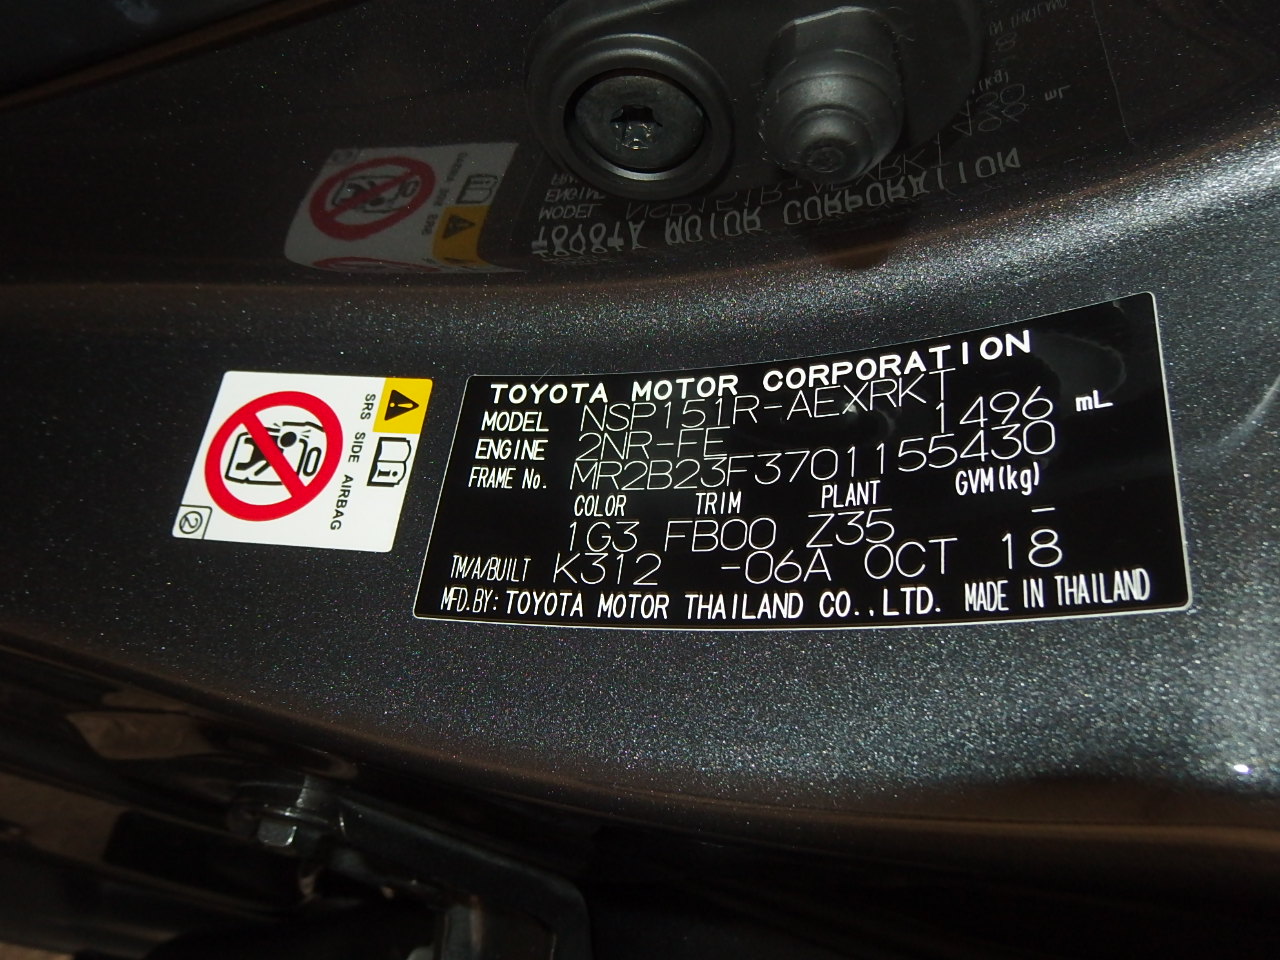 TOYOTA MOTOR CORPORATION
MODEL NSP151R-AEXRKT
ENGINE 2NR-FE 1496 mL
FRAME No. MR2B23F3701155430
COLOR TRIM PLANT GVM(kg)
1G3 FB00 Z35 -
TM/A/BUILT K312 -06A OCT 18
MFD.BY: TOYOTA MOTOR THAILAND CO.,LTD. MADE IN THAILAND
SRS SIDE AIRBAG
2